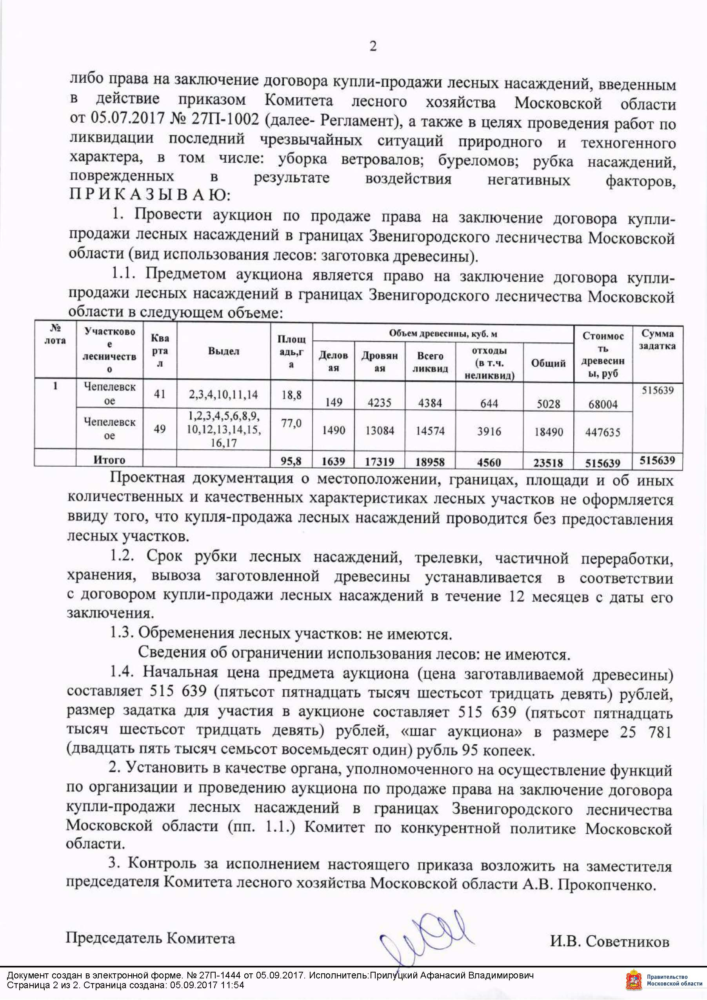 2
либо права на заключение договора купли-продажи лесных насаждений, введенным
в действие приказом Комитета лесного хозяйства Московской области
от 05.07.2017 № 27П-1002 (далее- Регламент), а также в целях проведения работ по
ликвидации последний чрезвычайных ситуаций природного и техногенного
характера, в том числе: уборка ветровалов; буреломов; рубка насаждений,
поврежденных в результате воздействия негативных факторов,
П Р И К А З Ы В А Ю:
1. Провести аукцион по продаже права на заключение договора купли-
продажи лесных насаждений в границах Звенигородского лесничества Московской
области (вид использования лесов: заготовка древесины).
1.1. Предметом аукциона является право на заключение договора купли-
продажи лесных насаждений в границах Звенигородского лесничества Московской
области в следующем объеме:
№ лота Участково е лесничеств о Ква рта л Выдел Площ адь,г а Объем древесины, куб. м Стоимос ть древесин ы, руб Сумма задатка
Делов ая Дровян ая Всего ликвид отходы (в т.ч. неликвид) Общий
1 Чепелевск ое 41 2,3,4,10,11,14 18,8 149 4235 4384 644 5028 68004 515639
Чепелевск ое 49 1,2,3,4,5,6,8,9, 10,12,13,14,15, 16,17 77,0 1490 13084 14574 3916 18490 447635
Итого 95,8 1639 17319 18958 4560 23518 515639 515639
Проектная документация о местоположении, границах, площади и об иных
количественных и качественных характеристиках лесных участков не оформляется
ввиду того, что купля-продажа лесных насаждений проводится без предоставления
лесных участков.
1.2. Срок рубки лесных насаждений, трелевки, частичной переработки,
хранения, вывоза заготовленной древесины устанавливается в соответствии
с договором купли-продажи лесных насаждений в течение 12 месяцев с даты его
заключения.
1.3. Обременения лесных участков: не имеются.
Сведения об ограничении использования лесов: не имеются.
1.4. Начальная цена предмета аукциона (цена заготавливаемой древесины)
составляет 515 639 (пятьсот пятнадцать тысяч шестьсот тридцать девять) рублей,
размер задатка для участия в аукционе составляет 515 639 (пятьсот пятнадцать
тысяч шестьсот тридцать девять) рублей, «шаг аукциона» в размере 25 781
(двадцать пять тысяч семьсот восемьдесят один) рубль 95 копеек.
2. Установить в качестве органа, уполномоченного на осуществление функций
по организации и проведению аукциона по продаже права на заключение договора
купли-продажи лесных насаждений в границах Звенигородского лесничества
Московской области (пп. 1.1.) Комитет по конкурентной политике Московской
области.
3. Контроль за исполнением настоящего приказа возложить на заместителя
председателя Комитета лесного хозяйства Московской области А.В. Прокопченко.
Председатель Комитета И.В. Советников
Документ создан в электронной форме. № 27П-1444 от 05.09.2017. Исполнитель:Прилуцкий Афанасий Владимирович
Страница 2 из 2. Страница создана: 05.09.2017 11:54
Правительство
Московской области